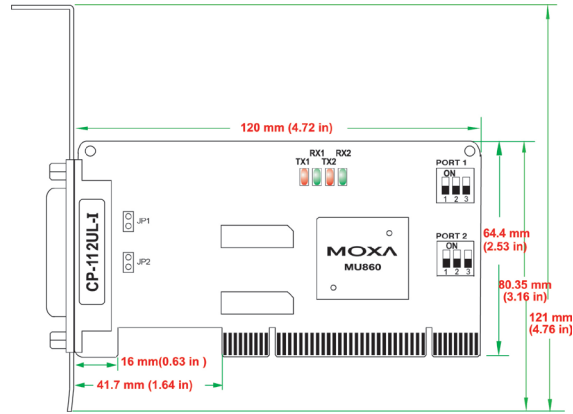 120 mm (4.72 in)
RX1 RX2
TX1 TX2
PORT 1
ON
1 2 3
JP1
CP-112UL-I
JP2
MOXA
MU860
PORT 2
ON
1 2 3
64.4 mm
(2.53 in)
80.35 mm
(3.16 in)
121 mm
(4.76 in)
16 mm(0.63 in )
41.7 mm (1.64 in)